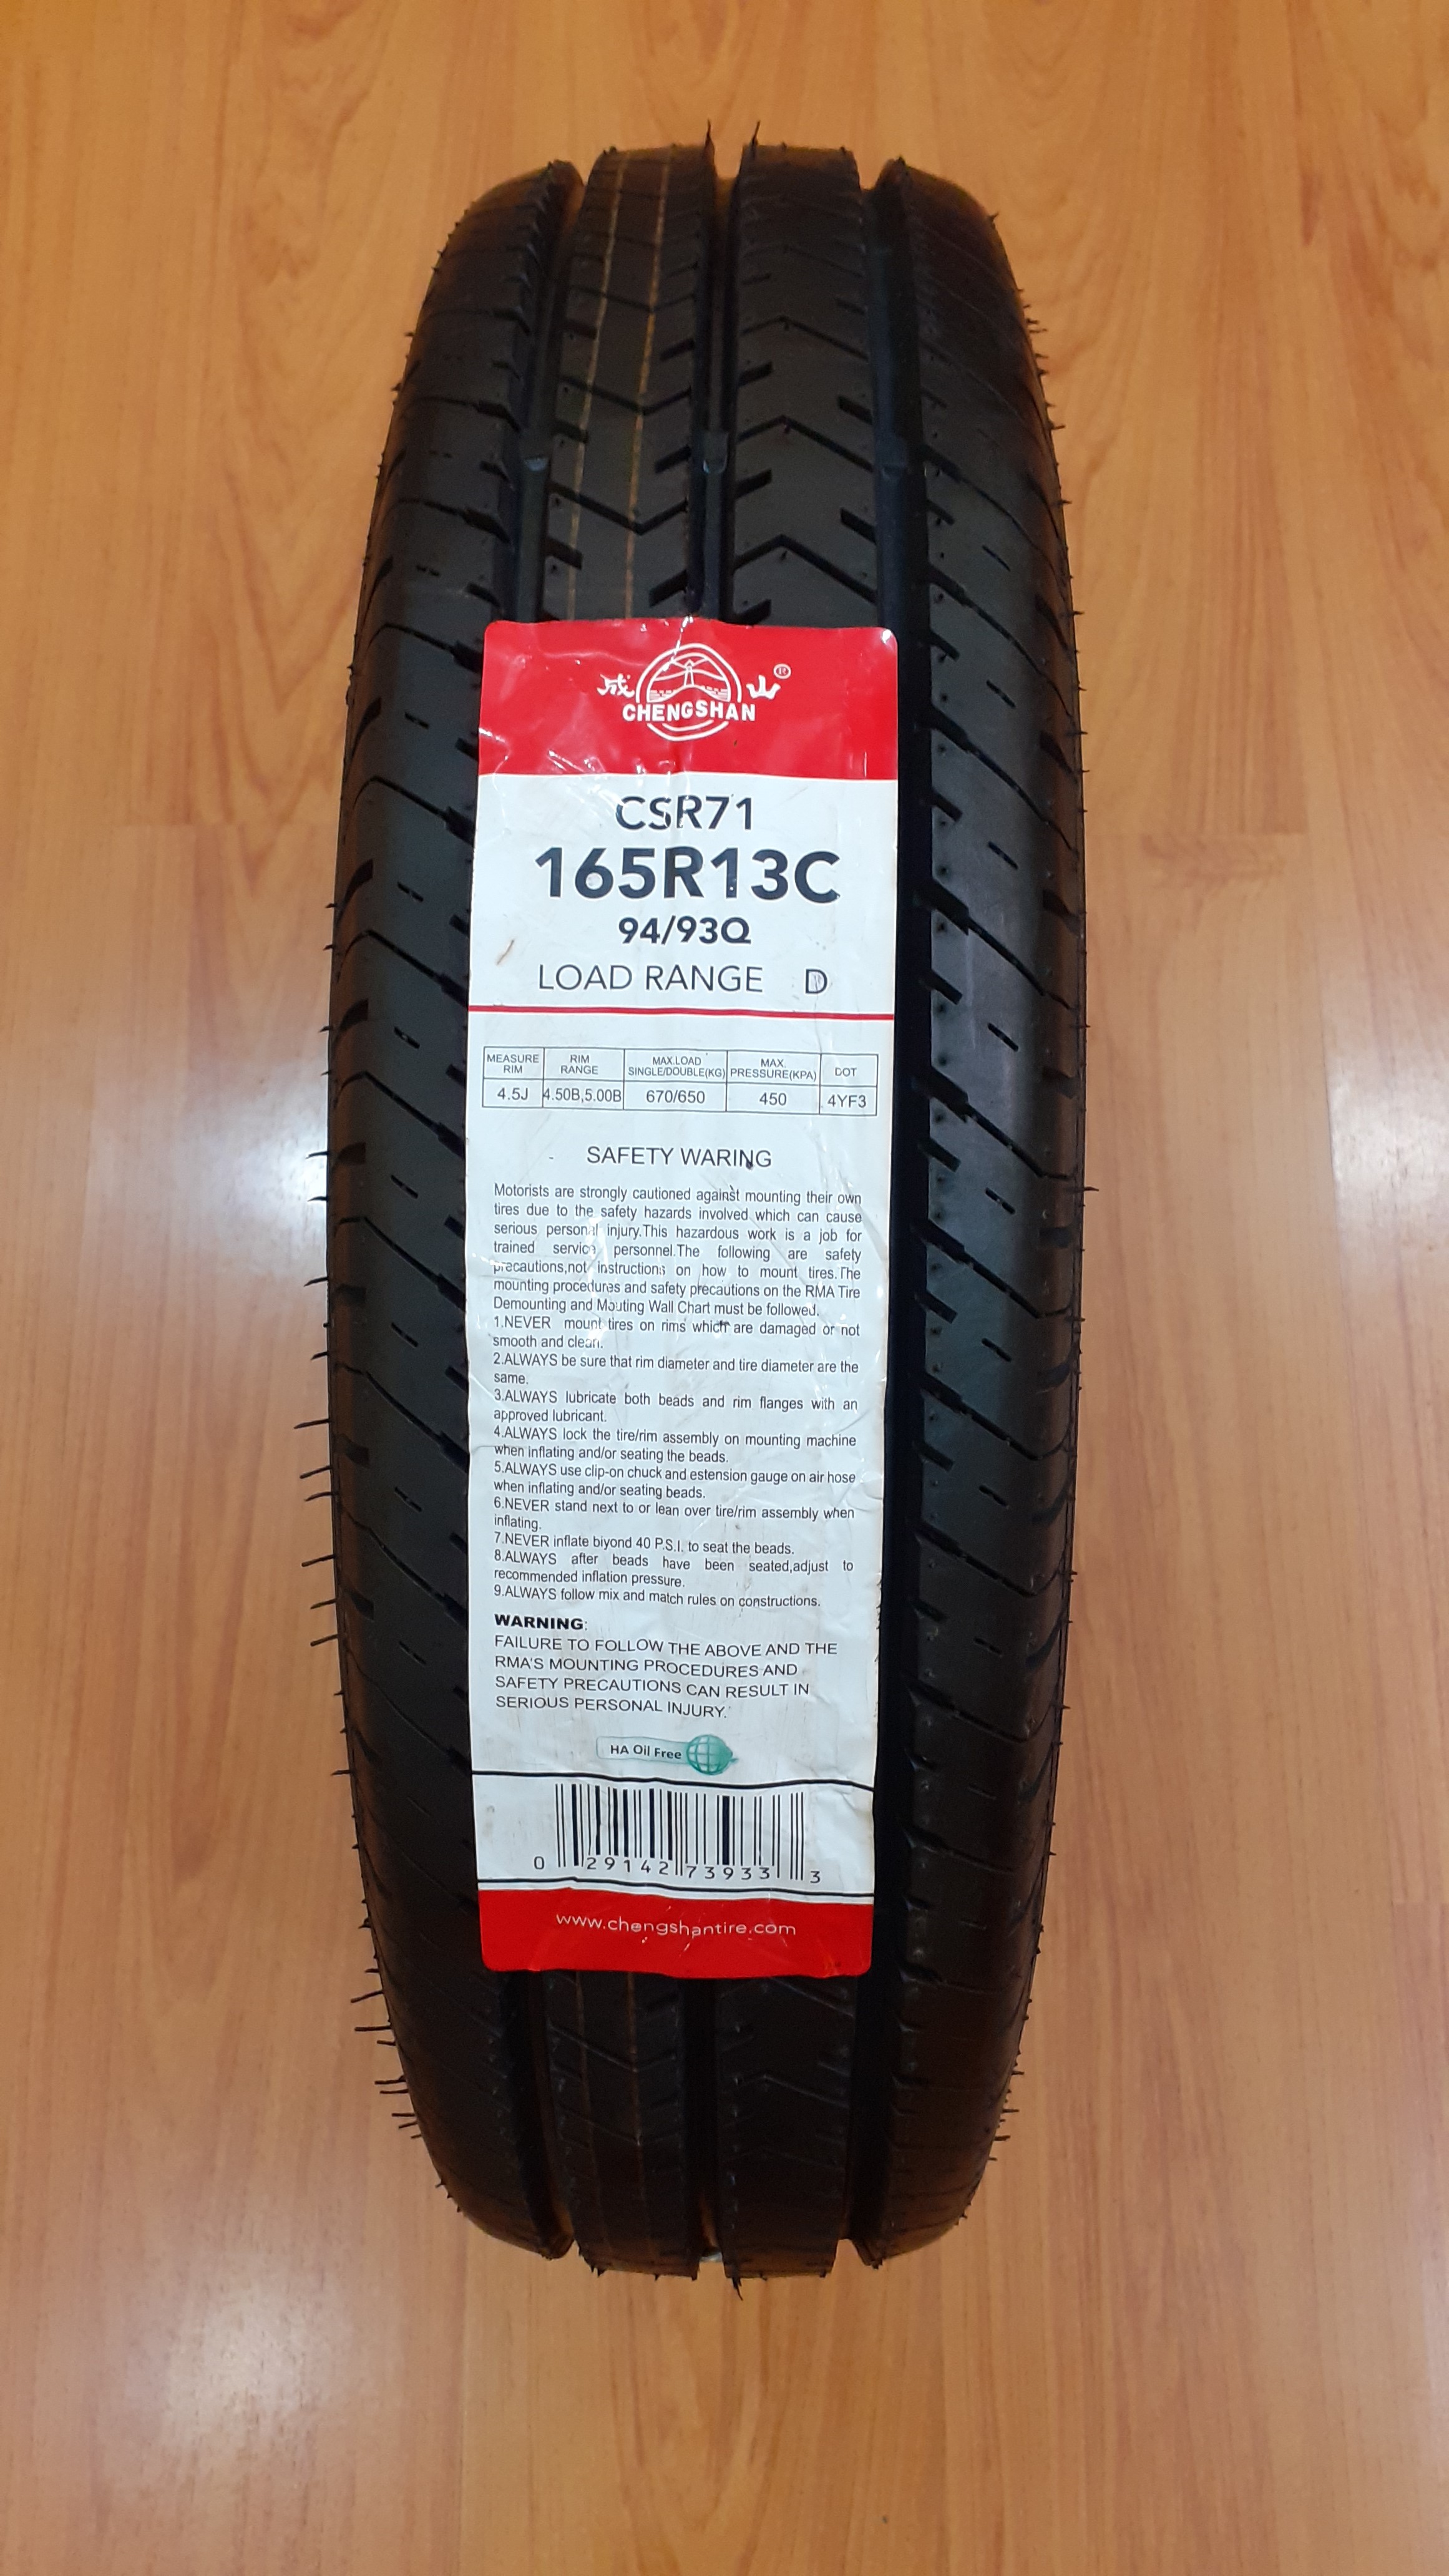 成 山 ®
CHENGSHAN
CSR71
165R13C
94/93Q
LOAD RANGE D
MEASURE RIM RIM RANGE MAX.LOAD SINGLE/DOUBLE(KG) MAX. PRESSURE(KPA) DOT
4.5J 4.50B,5.00B 670/650 450 4YF3
SAFETY WARING
Motorists are strongly cautioned against mounting their own
tires due to the safety hazards involved which can cause
serious personal injury.This hazardous work is a job for
trained service personnel.The following are safety
precautions,not instructions on how to mount tires.The
mounting procedures and safety precautions on the RMA Tire
Demounting and Mouting Wall Chart must be followed.
1.NEVER mount tires on rims which are damaged or not
smooth and clean.
2.ALWAYS be sure that rim diameter and tire diameter are the
same.
3.ALWAYS lubricate both beads and rim flanges with an
approved lubricant.
4.ALWAYS lock the tire/rim assembly on mounting machine
when inflating and/or seating the beads.
5.ALWAYS use clip-on chuck and estension gauge on air hose
when inflating and/or seating beads.
6.NEVER stand next to or lean over tire/rim assembly when
inflating.
7.NEVER inflate biyond 40 P.S.I. to seat the beads.
8.ALWAYS after beads have been seated,adjust to
recommended inflation pressure.
9.ALWAYS follow mix and match rules on constructions.
WARNING:
FAILURE TO FOLLOW THE ABOVE AND THE
RMA'S MOUNTING PROCEDURES AND
SAFETY PRECAUTIONS CAN RESULT IN
SERIOUS PERSONAL INJURY.
HA Oil Free
0 29142 73933 3
www.chengshantire.com